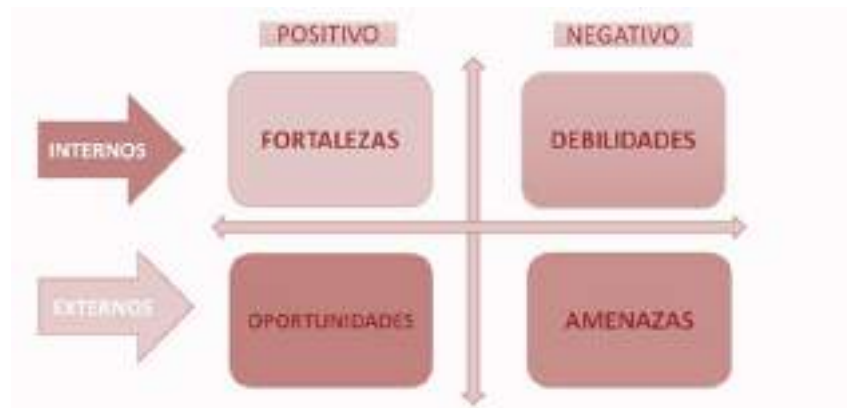 POSITIVO
NEGATIVO
INTERNOS
FORTALEZAS
DEBILIDADES
EXTERNOS
OPORTUNIDADES
AMENAZAS